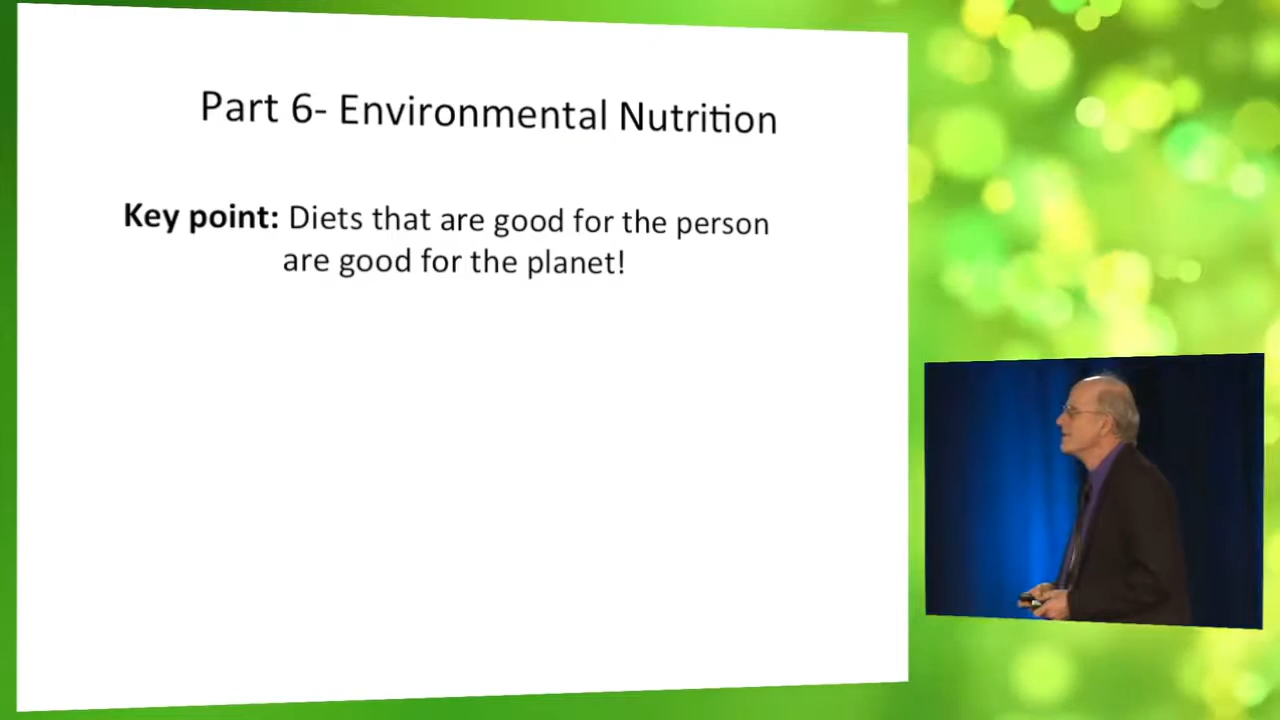 Part 6- Environmental Nutrition
Key point: Diets that are good for the person
are good for the planet!